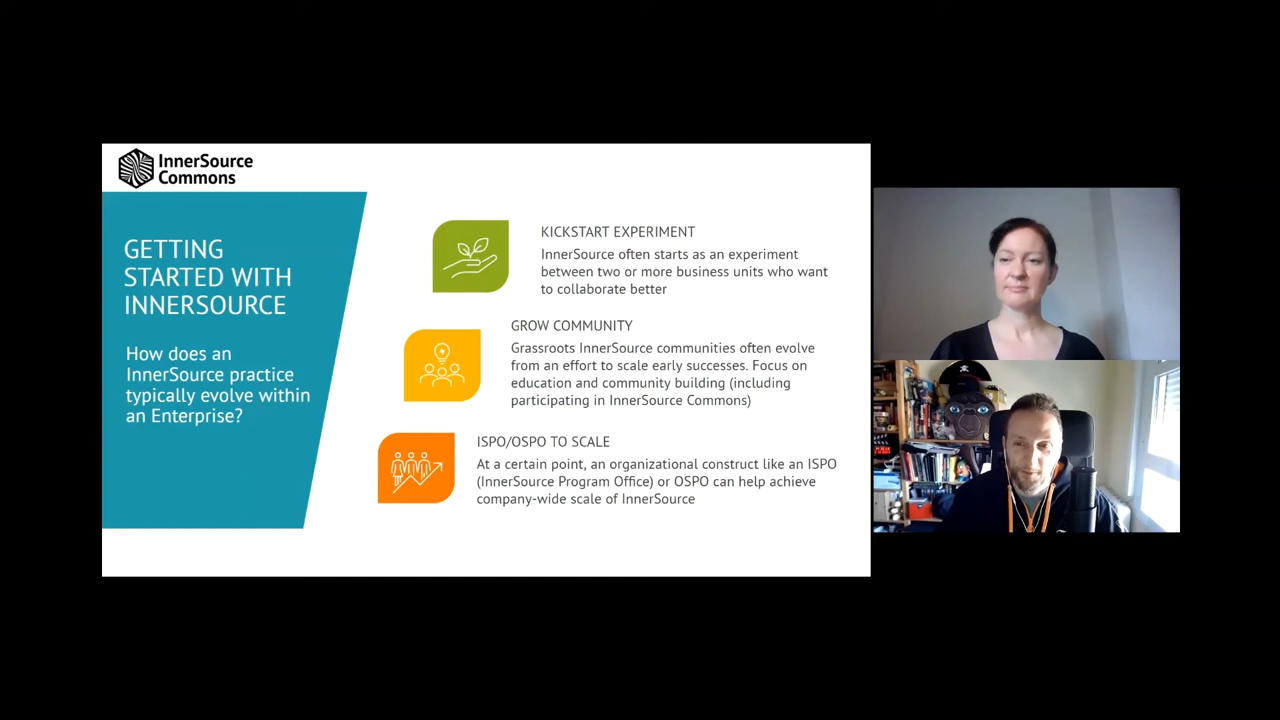 InnerSource
Commons
GETTING
STARTED WITH
INNERSOURCE
How does an
InnerSource practice
typically evolve within
an Enterprise?
KICKSTART EXPERIMENT
InnerSource often starts as an experiment
between two or more business units who want
to collaborate better
GROW COMMUNITY
Grassroots InnerSource communities often evolve
from an effort to scale early successes. Focus on
education and community building (including
participating in InnerSource Commons)
ISPO/OSPO TO SCALE
At a certain point, an organizational construct like an ISPO
(InnerSource Program Office) or OSPO can help achieve
company-wide scale of InnerSource